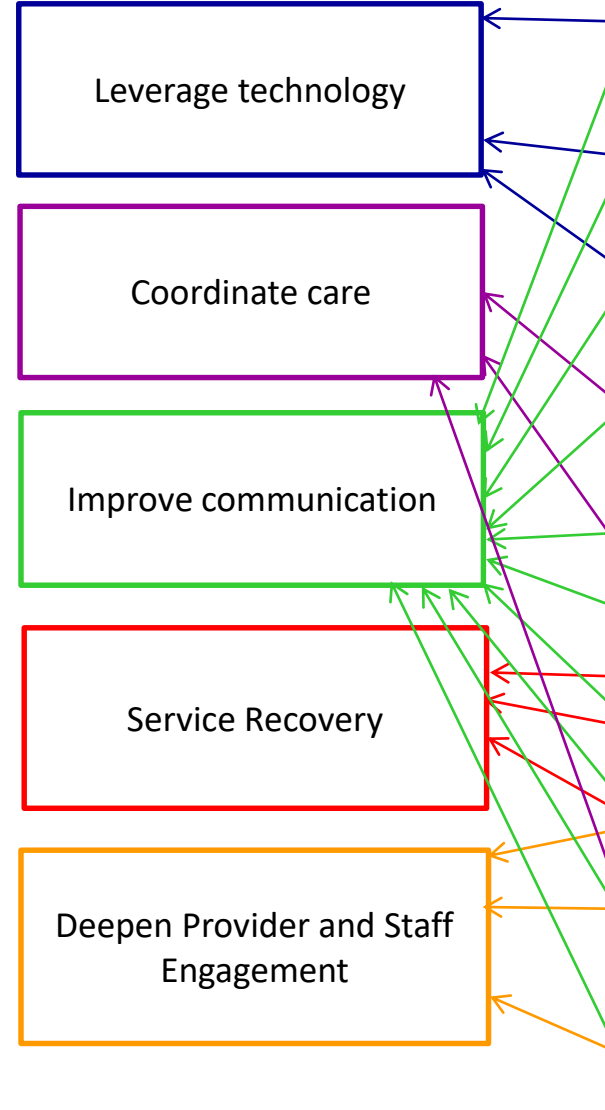 Leverage technology
Coordinate care
Improve communication
Service Recovery
Deepen Provider and Staff
Engagement